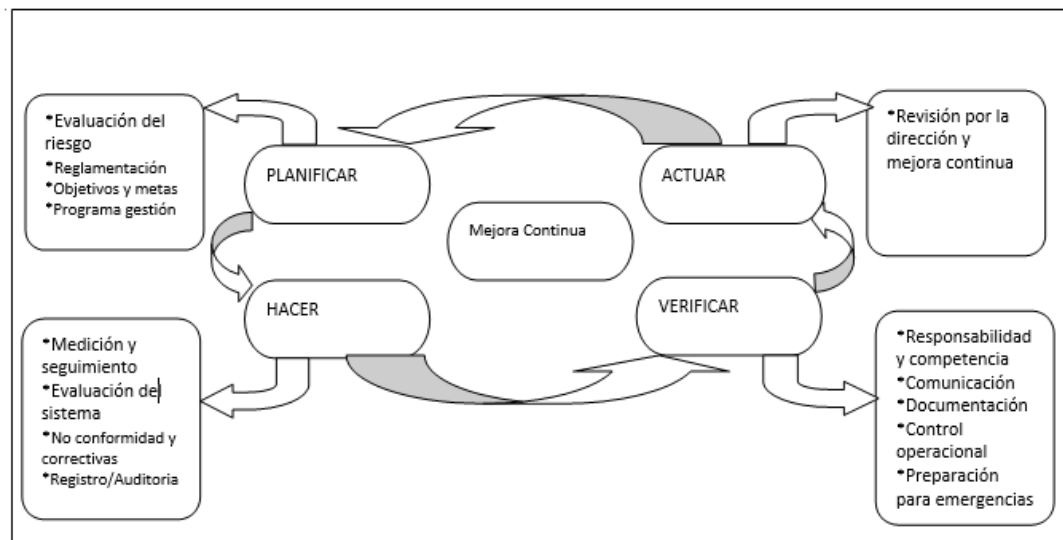 *Evaluación del
riesgo
*Reglamentación
*Objetivos y metas
*Programa gestión
PLANIFICAR
ACTUAR
*Revisión por la
dirección y
mejora continua
Mejora Continua
HACER
VERIFICAR
*Medición y
seguimiento
*Evaluación del
sistema
*No conformidad y
correctivas
*Registro/Auditoria
*Responsabilidad
y competencia
*Comunicación
*Documentación
*Control
operacional
*Preparación
para emergencias